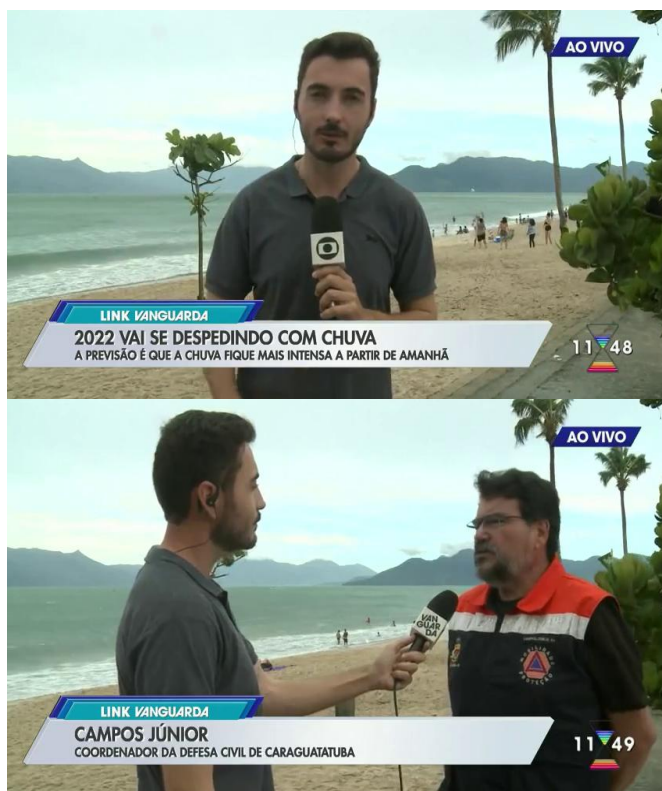 AO VIVO
LINK VANGUARDA
2022 VAI SE DESPEDINDO COM CHUVA
A PREVISÃO É QUE A CHUVA FIQUE MAIS INTENSA A PARTIR DE AMANHÃ
11 48
AO VIVO
VAN
GUAR
DA
LINK VANGUARDA
CAMPOS JÚNIOR
COORDENADOR DA DEFESA CIVIL DE CARAGUATATUBA
11 49